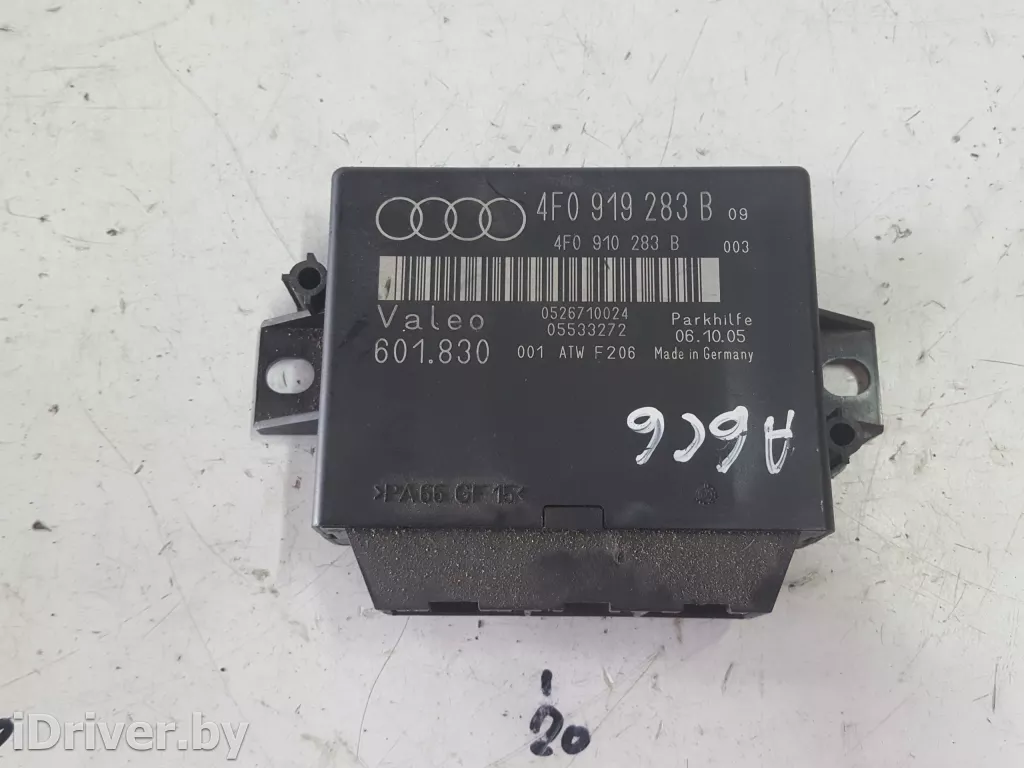 4F0 919 283 B 09
4F0 910 283 B 003
Valeo
0526710024
05533272
Parkhilfe
06.10.05
601.830
001 ATW F206
Made in Germany
A6C6
>PA66 GF 15<
20
iDriver.by